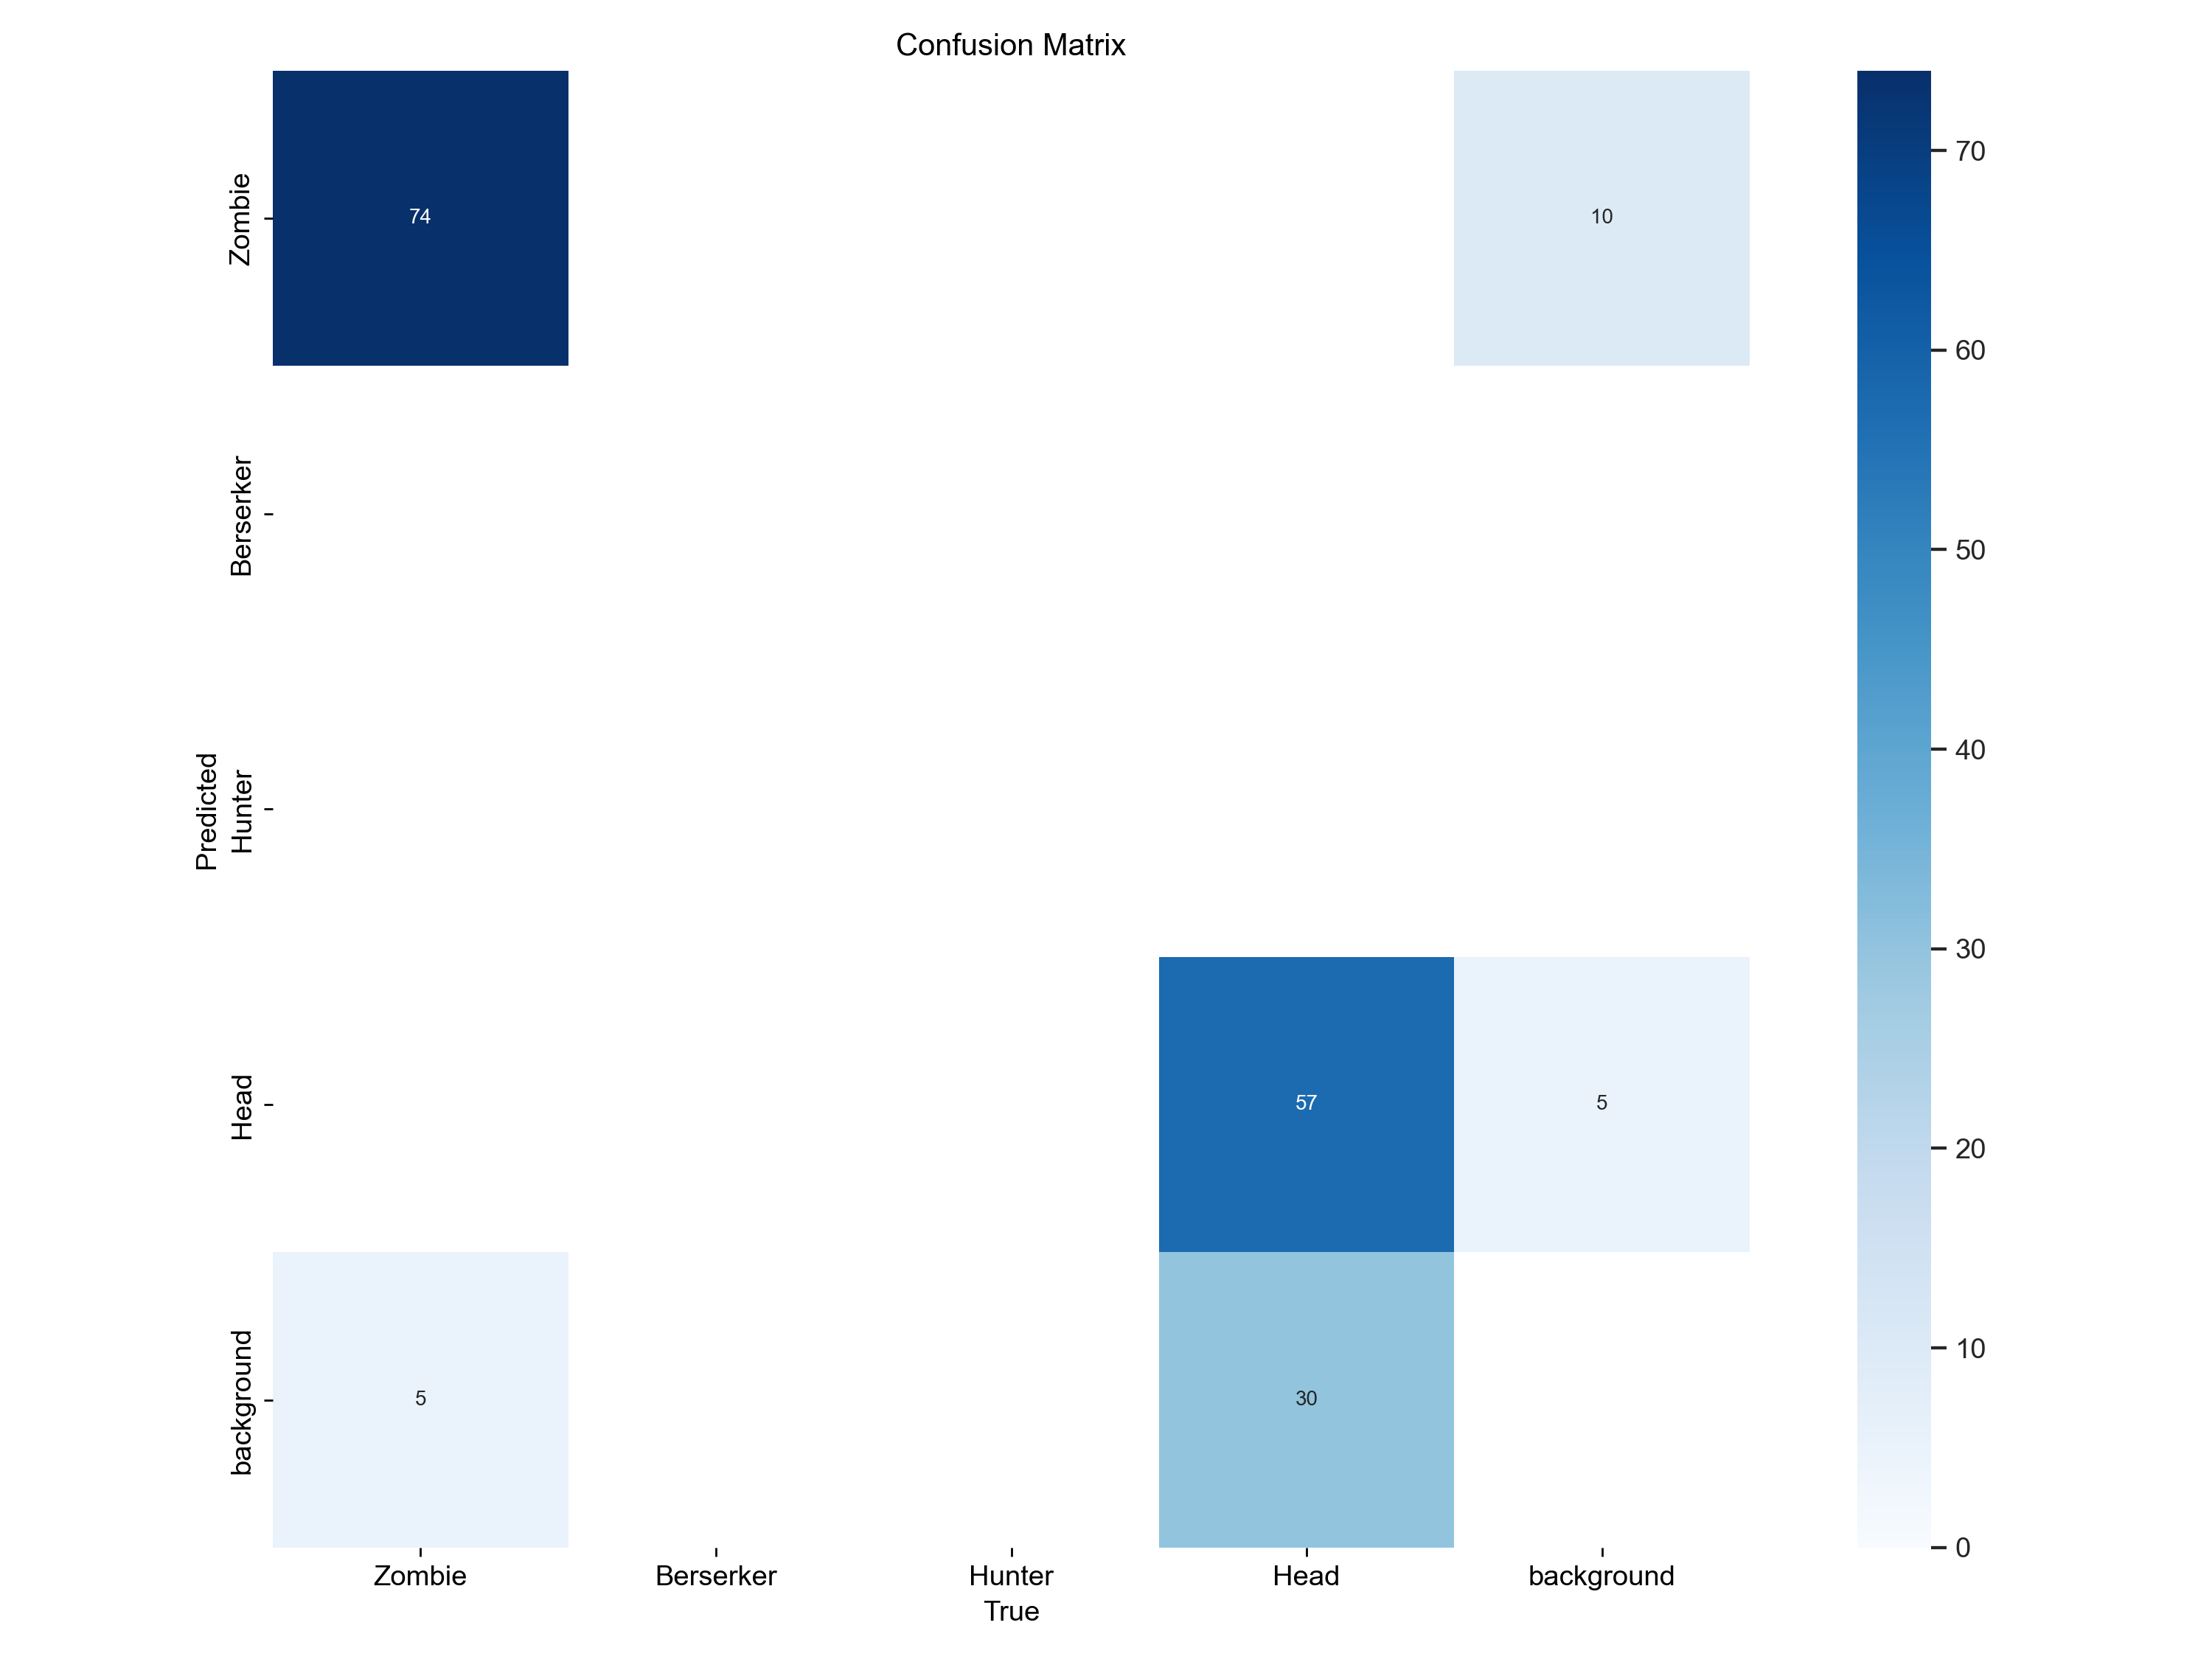 Confusion Matrix
Zombie
Berserker
Hunter
Head
background
Predicted
74
10
57
5
5
30
Zombie
Berserker
Hunter
Head
background
True
70
60
50
40
30
20
10
0